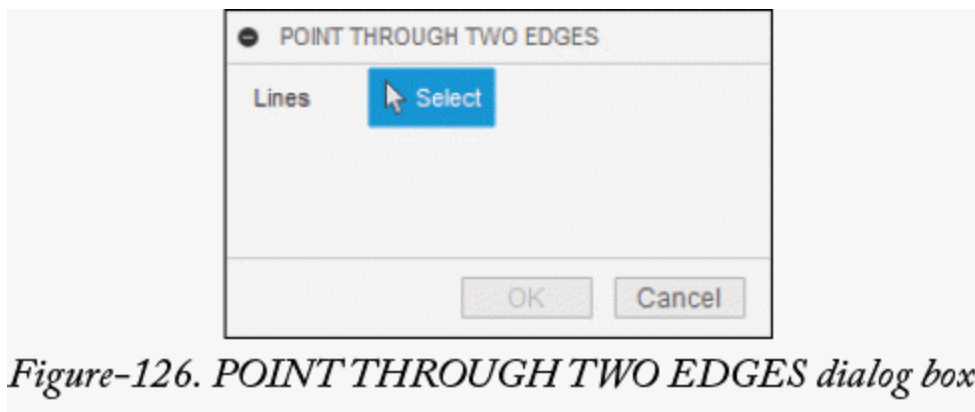 POINT THROUGH TWO EDGES
Lines Select
OK Cancel
Figure-126. POINT THROUGH TWO EDGES dialog box